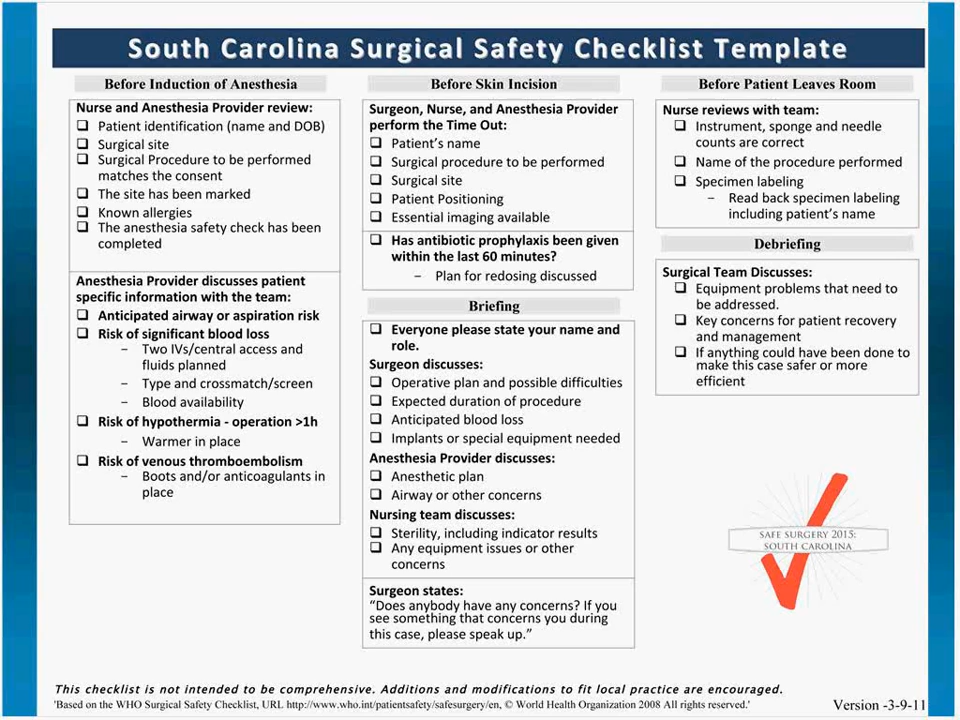 South Carolina Surgical Safety Checklist Template
Before Induction of Anesthesia
Nurse and Anesthesia Provider review:
❑ Patient identification (name and DOB)
❑ Surgical site
❑ Surgical Procedure to be performed
matches the consent
❑ The site has been marked
❑ Known allergies
❑ The anesthesia safety check has been
completed
Anesthesia Provider discusses patient
specific information with the team:
❑ Anticipated airway or aspiration risk
❑ Risk of significant blood loss
– Two IVs/central access and
fluids planned
– Type and crossmatch/screen
– Blood availability
❑ Risk of hypothermia - operation >1h
– Warmer in place
❑ Risk of venous thromboembolism
– Boots and/or anticoagulants in
place
Before Skin Incision
Surgeon, Nurse, and Anesthesia Provider
perform the Time Out:
❑ Patient's name
❑ Surgical procedure to be performed
❑ Surgical site
❑ Patient Positioning
❑ Essential imaging available
❑ Has antibiotic prophylaxis been given
within the last 60 minutes?
– Plan for redosing discussed
Briefing
❑ Everyone please state your name and
role.
Surgeon discusses:
❑ Operative plan and possible difficulties
❑ Expected duration of procedure
❑ Anticipated blood loss
❑ Implants or special equipment needed
Anesthesia Provider discusses:
❑ Anesthetic plan
❑ Airway or other concerns
Nursing team discusses:
❑ Sterility, including indicator results
❑ Any equipment issues or other
concerns
Surgeon states:
“Does anybody have any concerns? If you
see something that concerns you during
this case, please speak up.”
Before Patient Leaves Room
Nurse reviews with team:
❑ Instrument, sponge and needle
counts are correct
❑ Name of the procedure performed
❑ Specimen labeling
– Read back specimen labeling
including patient's name
Debriefing
Surgical Team Discusses:
❑ Equipment problems that need to
be addressed.
❑ Key concerns for patient recovery
and management
❑ If anything could have been done to
make this case safer or more
efficient
SAFE SURGERY 2015:
SOUTH CAROLINA
This checklist is not intended to be comprehensive. Additions and modifications to fit local practice are encouraged.
'Based on the WHO Surgical Safety Checklist, URL http://www.who.int/patientsafety/safesurgery/en, © World Health Organization 2008 All rights reserved.'
Version -3-9-11